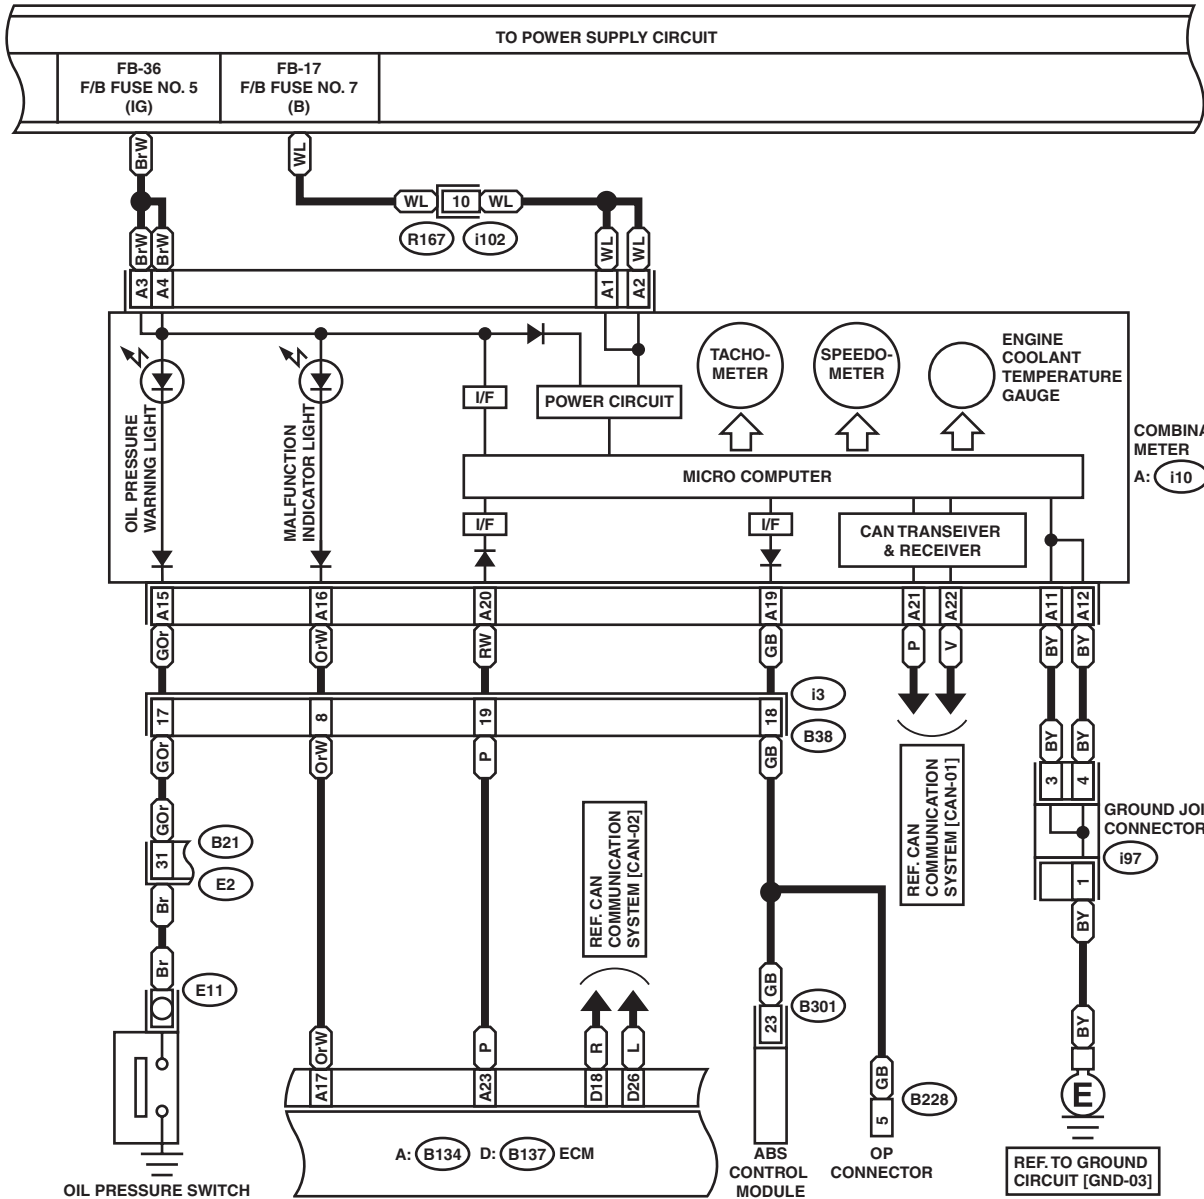 TO POWER SUPPLY CIRCUIT
FB-36
F/B FUSE NO. 5
(IG)
FB-17
F/B FUSE NO. 7
(B)
BrW
WL
WL
10
WL
R167
i102
BrW
BrW
WL
WL
A3
A4
A1
A2
OIL PRESSURE
WARNING LIGHT
MALFUNCTION
INDICATOR LIGHT
I/F
POWER CIRCUIT
TACHO-
METER
SPEEDO-
METER
ENGINE
COOLANT
TEMPERATURE
GAUGE
COMBINA
METER
A: i10
MICRO COMPUTER
I/F
I/F
CAN TRANSEIVER
& RECEIVER
A15
A16
A20
A19
A21
A22
A11
A12
GOr
OrW
RW
GB
P
V
BY
BY
i3
17
8
19
18
B38
GOr
OrW
P
GB
BY
BY
REF. CAN
COMMUNICATION
SYSTEM [CAN-01]
3
4
GROUND JOI
CONNECTOR
i97
1
BY
GOr
B21
31
E2
Br
Br
E11
REF. CAN
COMMUNICATION
SYSTEM [CAN-02]
GB
B301
23
BY
OrW
P
R
L
A17
A23
D18
D26
GB
B228
5
E
A: B134 D: B137 ECM
OIL PRESSURE SWITCH
ABS
CONTROL
MODULE
OP
CONNECTOR
REF. TO GROUND
CIRCUIT [GND-03]